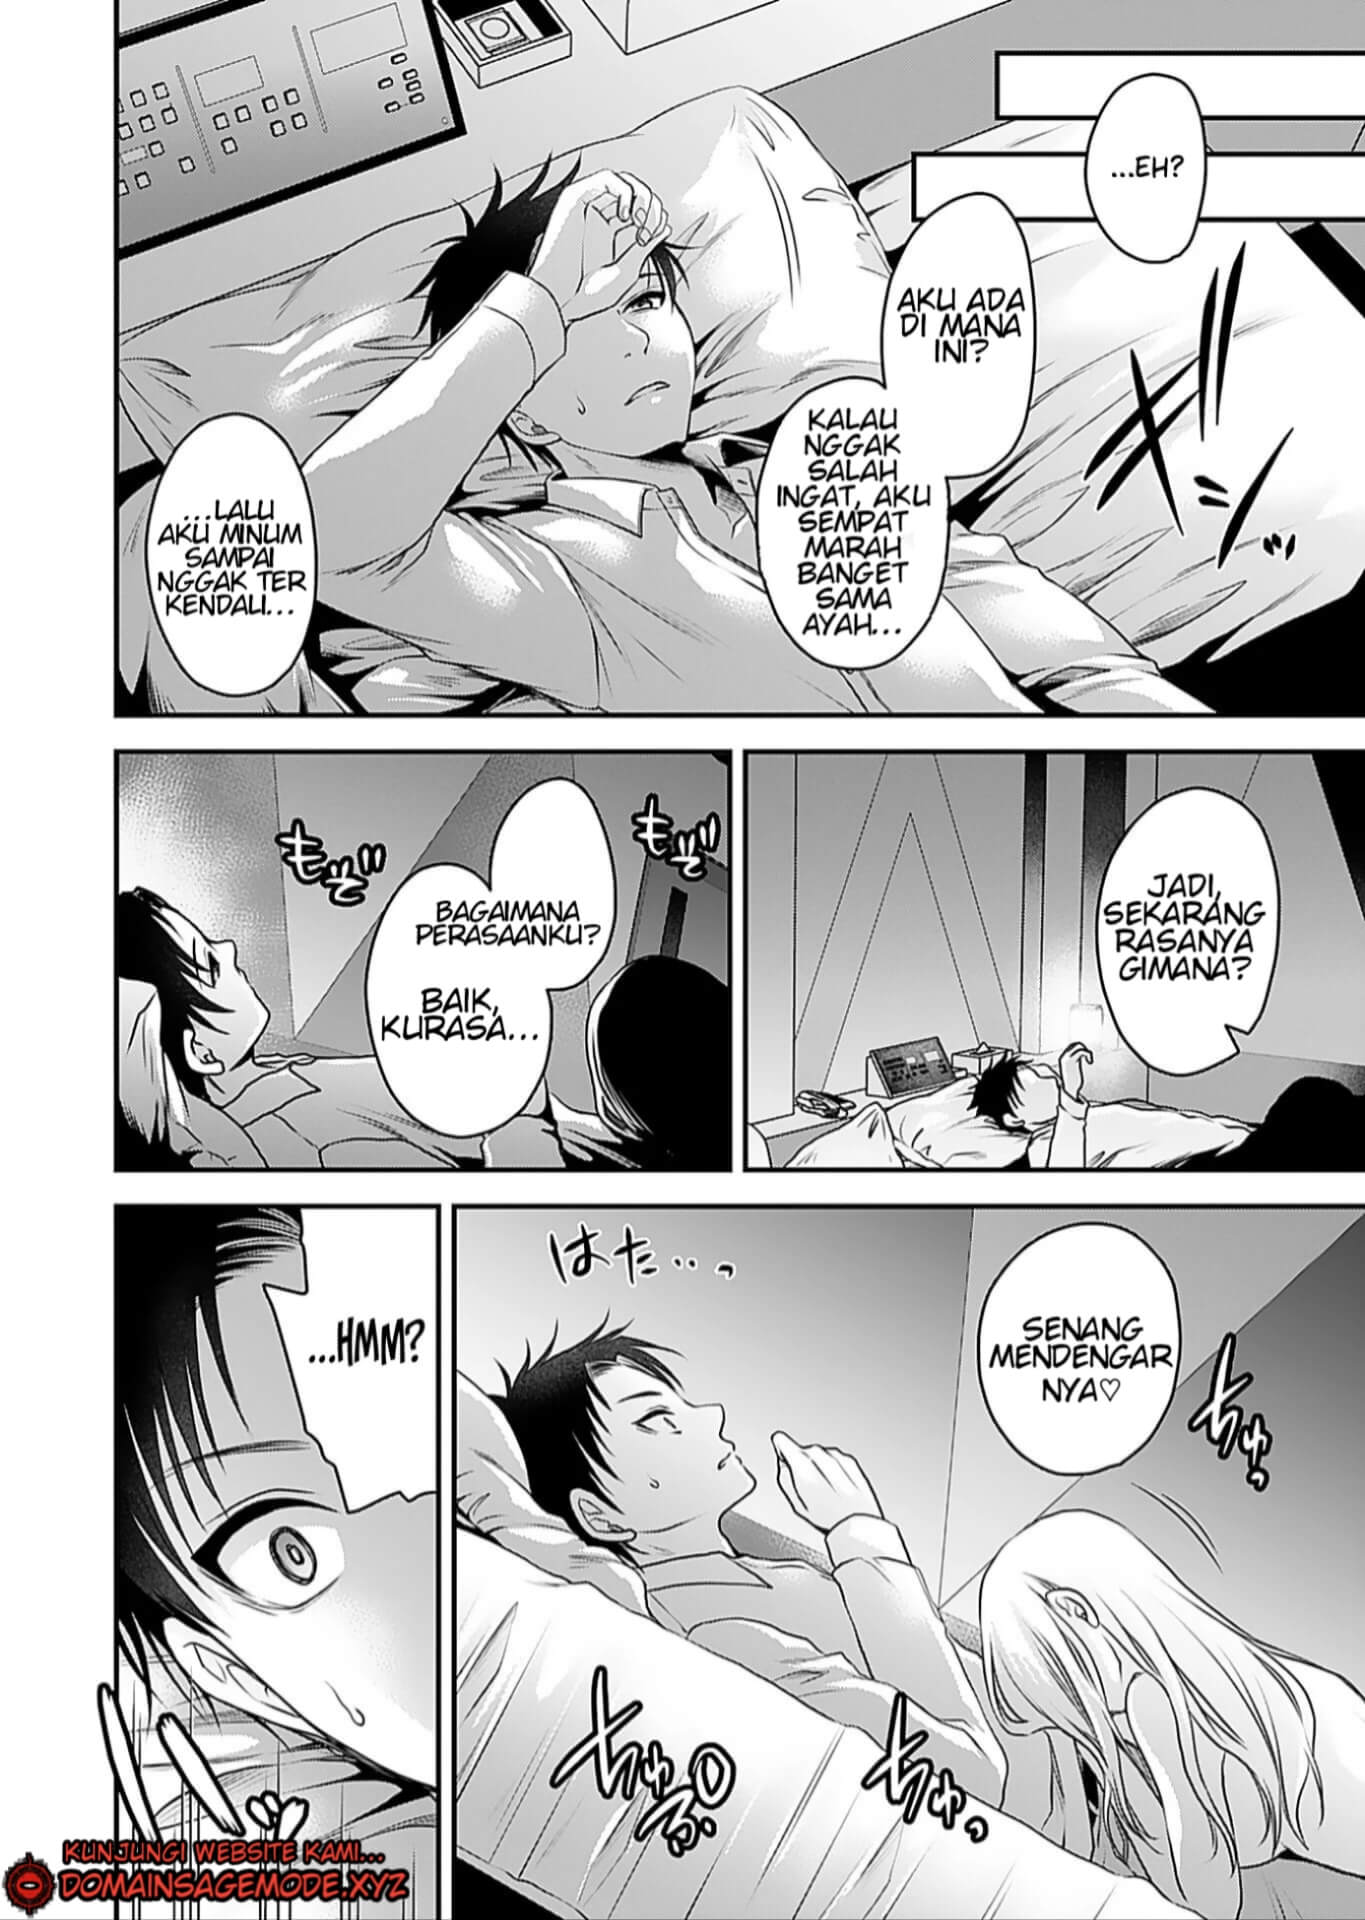 ...EH?
AKU ADA
DI MANA
INI?
KALAU
NGGAK
SALAH
INGAT, AKU
SEMPAT
MARAH
BANGET
SAMA
AYAH...
...LALU
AKU MINUM
SAMPAI
NGGAK TER
KENDALI...
JADI,
SEKARANG
RASANYA
GIMANA?
もぞ
BAGAIMANA
PERASAANKU?
BAIK,
KURASA...
もぞ
SENANG
MENDENGAR
NYA♡
ちゅっ
はた・・っ
ちゅっ
ちゅる。
...HMM?
KUNJUNGI WEBSITE KAMI...
DOMAINSAGEMODE.XYZ